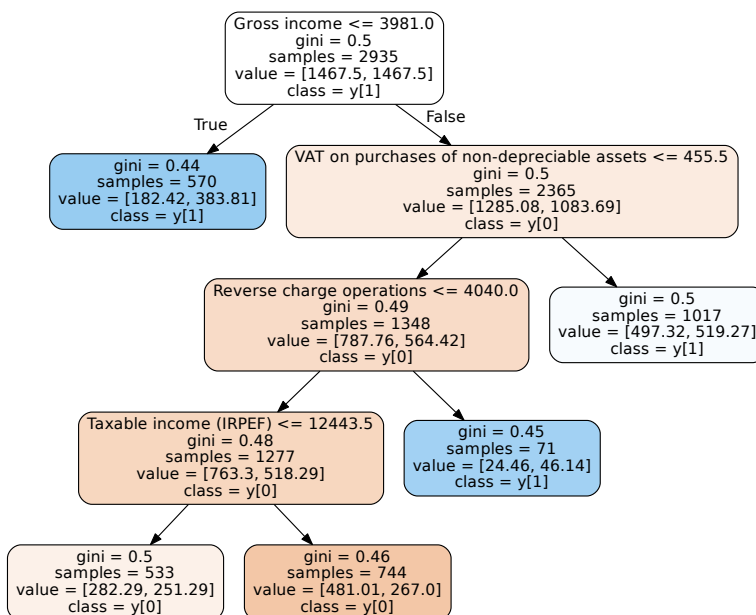 Gross income <= 3981.0
gini = 0.5
samples = 2935
value = [1467.5, 1467.5]
class = y[1]
True
False
gini = 0.44
samples = 570
value = [182.42, 383.81]
class = y[1]
VAT on purchases of non-depreciable assets <= 455.5
gini = 0.5
samples = 2365
value = [1285.08, 1083.69]
class = y[0]
Reverse charge operations <= 4040.0
gini = 0.49
samples = 1348
value = [787.76, 564.42]
class = y[0]
gini = 0.5
samples = 1017
value = [497.32, 519.27]
class = y[1]
Taxable income (IRPEF) <= 12443.5
gini = 0.48
samples = 1277
value = [763.3, 518.29]
class = y[0]
gini = 0.45
samples = 71
value = [24.46, 46.14]
class = y[1]
gini = 0.5
samples = 533
value = [282.29, 251.29]
class = y[0]
gini = 0.46
samples = 744
value = [481.01, 267.0]
class = y[0]